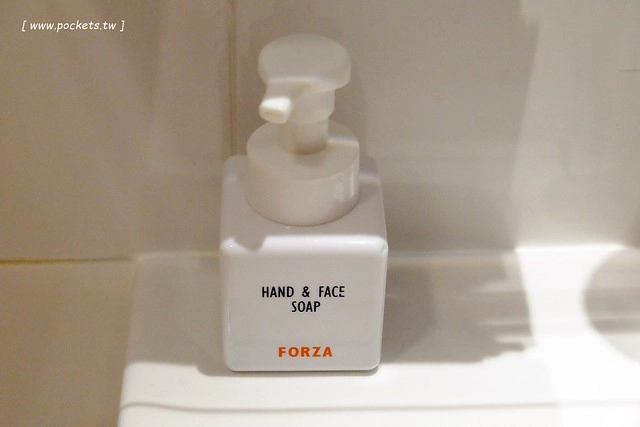 [ www.pockets.tw ]
HAND & FACE
SOAP
FORZA